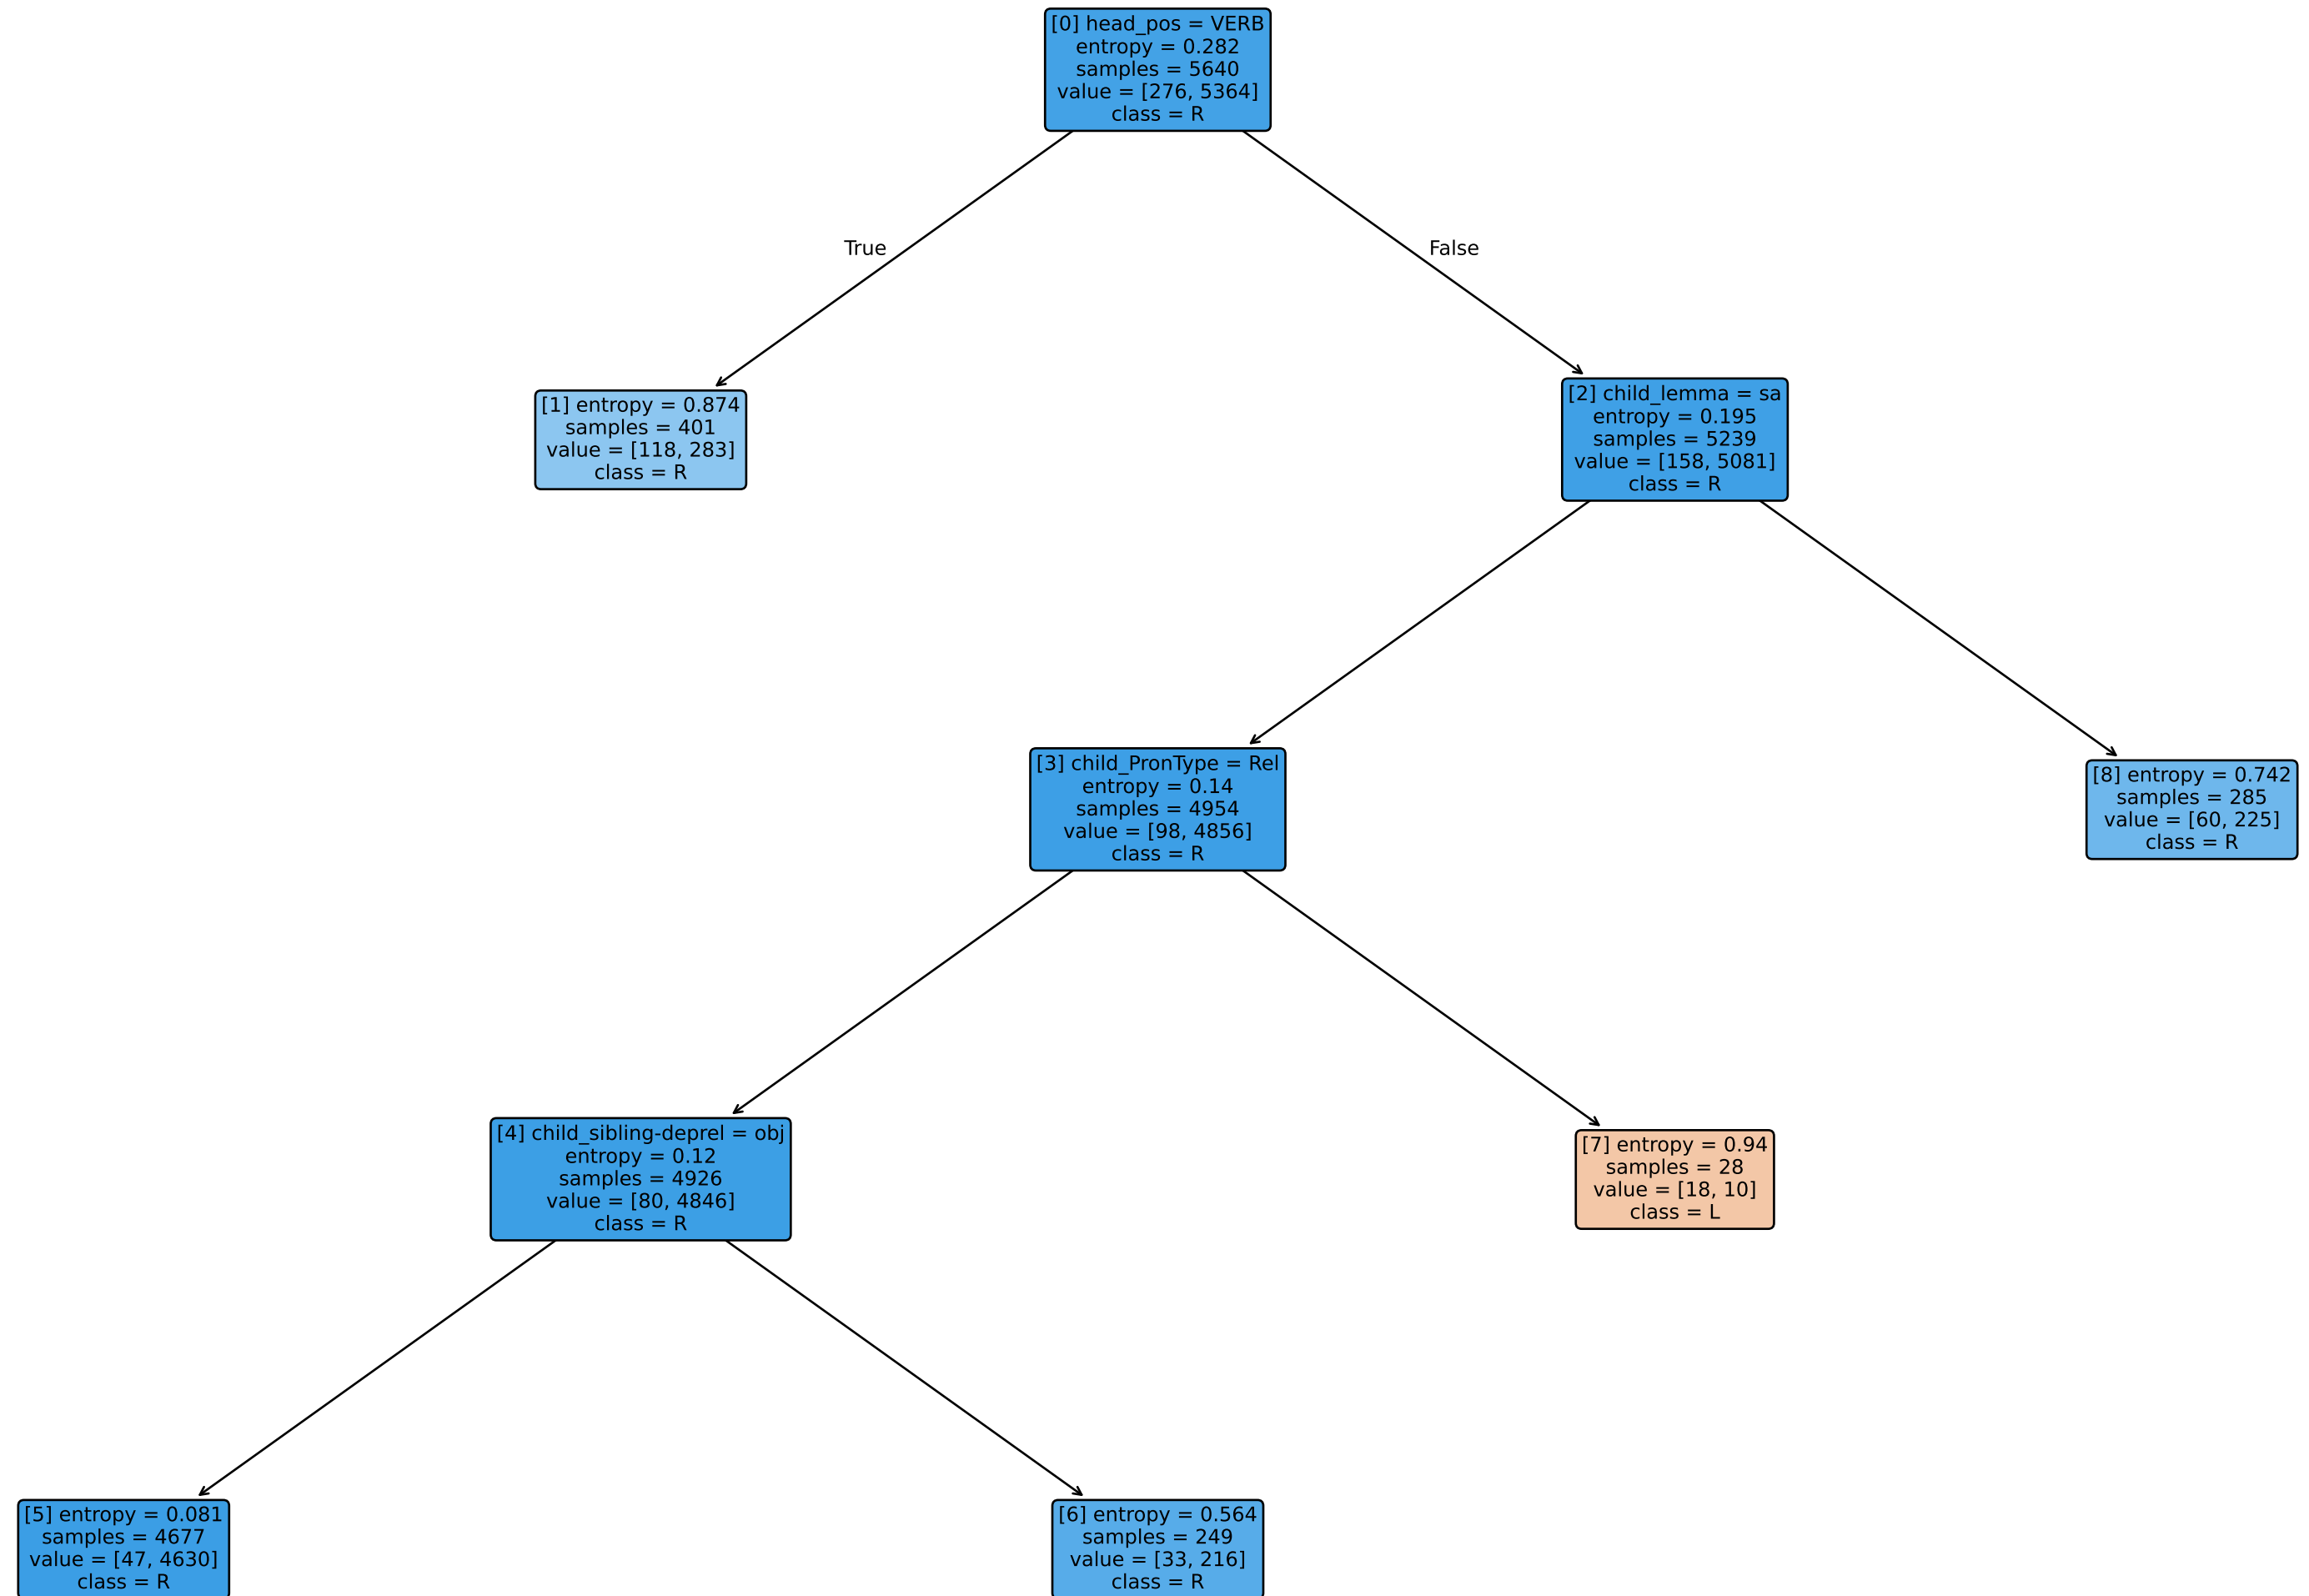 [0] head_pos = VERB
entropy = 0.282
samples = 5640
value = [276, 5364]
class = R
True
False
[1] entropy = 0.874
samples = 401
value = [118, 283]
class = R
[2] child_lemma = sa
entropy = 0.195
samples = 5239
value = [158, 5081]
class = R
[3] child_PronType = Rel
entropy = 0.14
samples = 4954
value = [98, 4856]
class = R
[8] entropy = 0.742
samples = 285
value = [60, 225]
class = R
[4] child_sibling-deprel = obj
entropy = 0.12
samples = 4926
value = [80, 4846]
class = R
[7] entropy = 0.94
samples = 28
value = [18, 10]
class = L
[5] entropy = 0.081
samples = 4677
value = [47, 4630]
class = R
[6] entropy = 0.564
samples = 249
value = [33, 216]
class = R